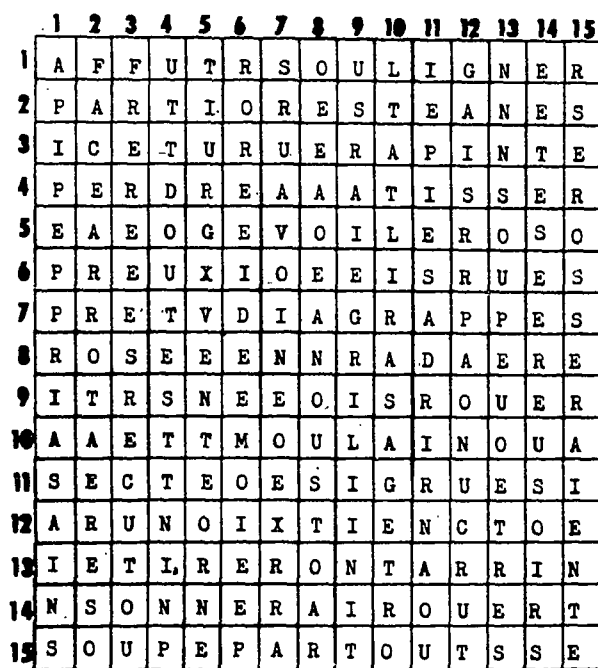 1 2 3 4 5 6 7 8 9 10 11 12 13 14 15
1 A F F U T R S O U L I G N E R
2 P A R T I O R E S T E A N E S
3 I C E T U R U E R A P I N T E
4 P E R D R E A A A T I S S E R
5 E A E O G E V O I L E R O S O
6 P R E U X I O E E I S R U E S
7 P R E T V D I A G R A P P E S
8 R O S E E E N N R A D A E R E
9 I T R S N E E O I S R O U E R
10 A A E T T M O U L A I N O U A
11 S E C T E O E S I G R U E S I
12 A R U N O I X T I E N C T O E
13 I E T I R E R O N T A R R I N
14 N S O N N E R A I R O U E R T
15 S O U P E P A R T O U T S S E